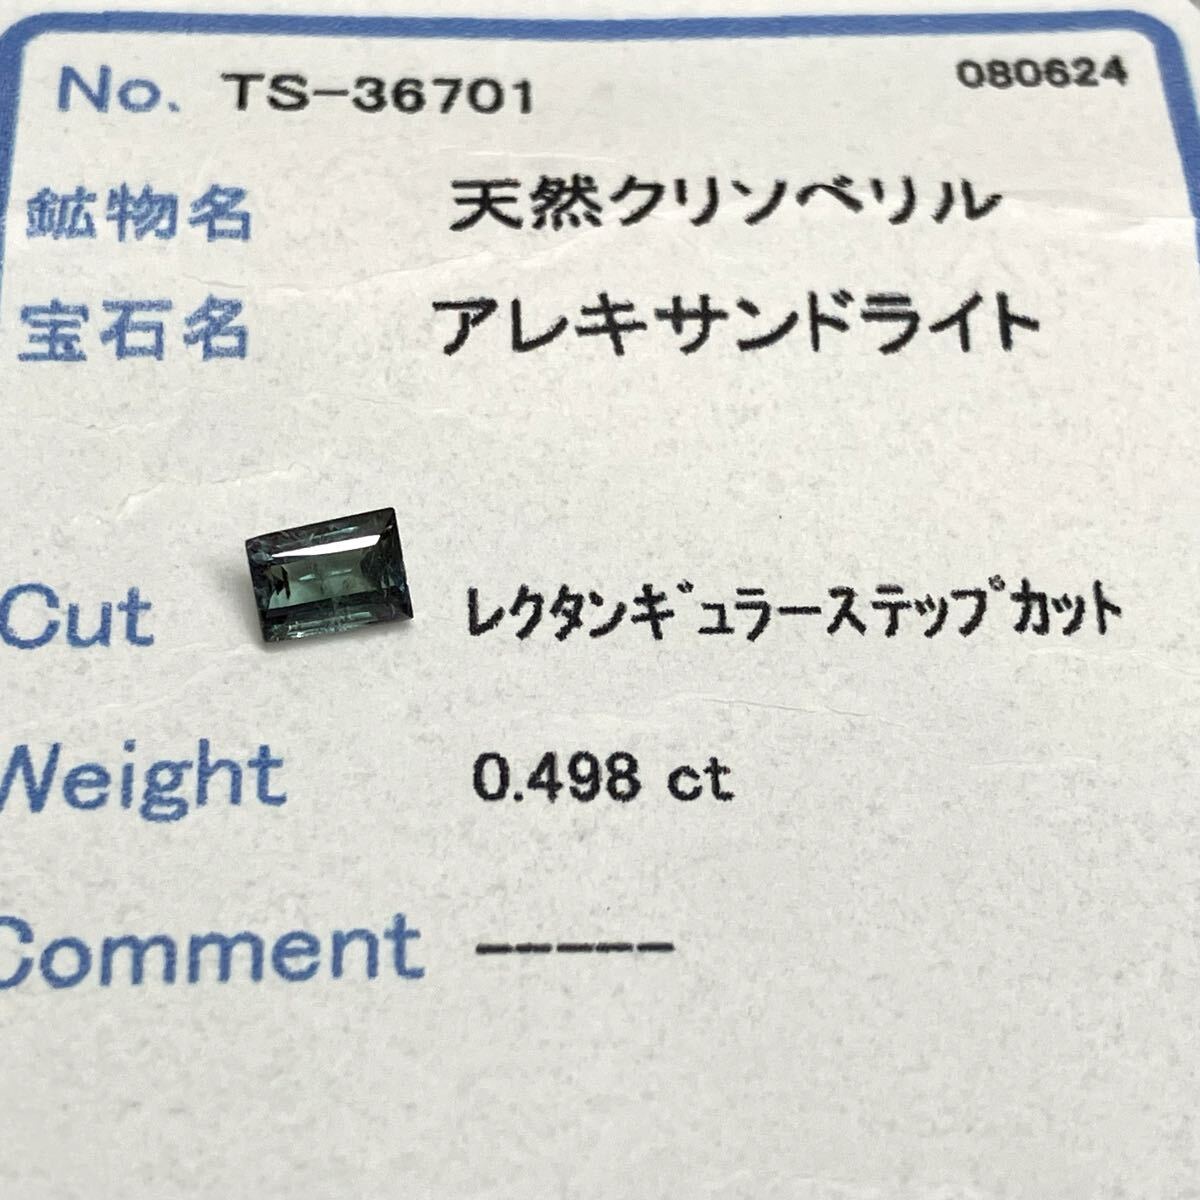 No. TS-36701 080624
鉱物名 天然クリソベリル
宝石名 アレキサンドライト
Cut レクタンギュラーステップカット
Weight 0.498 ct
Comment -----